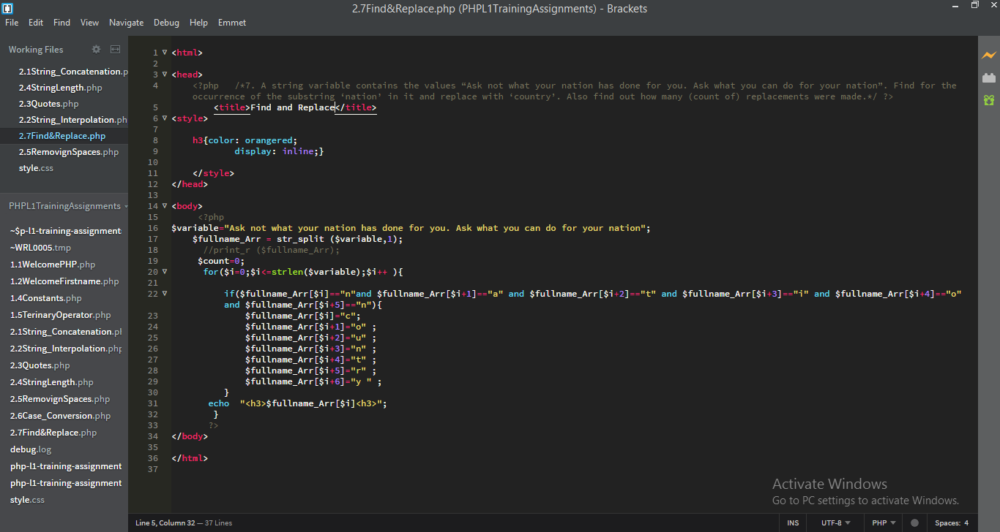 2.7Find&Replace.php (PHPL1TrainingAssignments) - Brackets
File Edit Find View Navigate Debug Help Emmet
Working Files
2.1String_Concatenation.p
2.4StringLength.php
2.3Quotes.php
2.2String_Interpolation.ph
2.7Find&Replace.php
2.5RemovignSpaces.php
style.css
PHPL1TrainingAssignments
~$p-l1-training-assignment
~WRL0005.tmp
1.1WelcomePHP.php
1.2WelcomeFirstname.php
1.4Constants.php
1.5TerinaryOperator.php
2.1String_Concatenation.pl
2.2String_Interpolation.php
2.3Quotes.php
2.4StringLength.php
2.5RemovignSpaces.php
2.6Case_Conversion.php
2.7Find&Replace.php
debug.log
php-l1-training-assignment
php-l1-training-assignment
style.css
1 <html>
2
3 <head>
4 <?php /*7. A string variable contains the values “Ask not what your nation has done for you. Ask what you can do for your nation”. Find for the
occurrence of the substring ‘nation’ in it and replace with ‘country’. Also find out how many (count of) replacements were made.*/ ?>
5 <title>Find and Replace</title>
6 <style>
7
8 h3{color: orangered;
9 display: inline;}
10
11 </style>
12 </head>
13
14 <body>
15 <?php
16 $variable="Ask not what your nation has done for you. Ask what you can do for your nation";
17 $fullname_Arr = str_split ($variable,1);
18 //print_r ($fullname_Arr);
19 $count=0;
20 for($i=0;$i<=strlen($variable);$i++ ){
21
22 if($fullname_Arr[$i]=="n"and $fullname_Arr[$i+1]=="a" and $fullname_Arr[$i+2]=="t" and $fullname_Arr[$i+3]=="i" and $fullname_Arr[$i+4]=="o"
and $fullname_Arr[$i+5]=="n"){
23 $fullname_Arr[$i]="c";
24 $fullname_Arr[$i+1]="o" ;
25 $fullname_Arr[$i+2]="u" ;
26 $fullname_Arr[$i+3]="n" ;
27 $fullname_Arr[$i+4]="t" ;
28 $fullname_Arr[$i+5]="r" ;
29 $fullname_Arr[$i+6]="y " ;
30 }
31 echo "<h3>$fullname_Arr[$i]<h3>";
32 }
33 ?>
34 </body>
35
36 </html>
37
Activate Windows
Go to PC settings to activate Windows.
Line 5, Column 32 — 37 Lines
INS UTF-8 PHP Spaces: 4